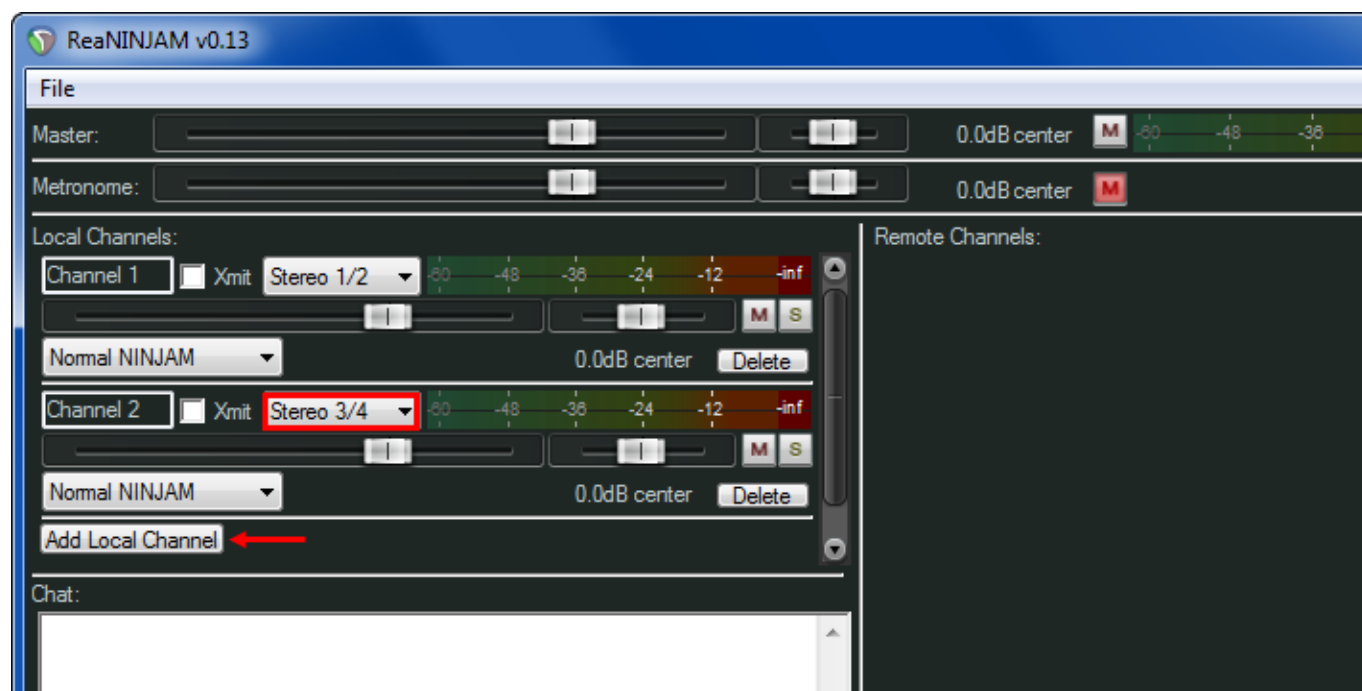 ReaNINJAM v0.13
File
Master: 0.0dB center M -60 -48 -36
Metronome: 0.0dB center M
Local Channels: Remote Channels:
Channel 1 Xmit Stereo 1/2 -60 -48 -36 -24 -12 -inf
M S
Normal NINJAM 0.0dB center Delete
Channel 2 Xmit Stereo 3/4 -60 -48 -36 -24 -12 -inf
M S
Normal NINJAM 0.0dB center Delete
Add Local Channel
Chat: